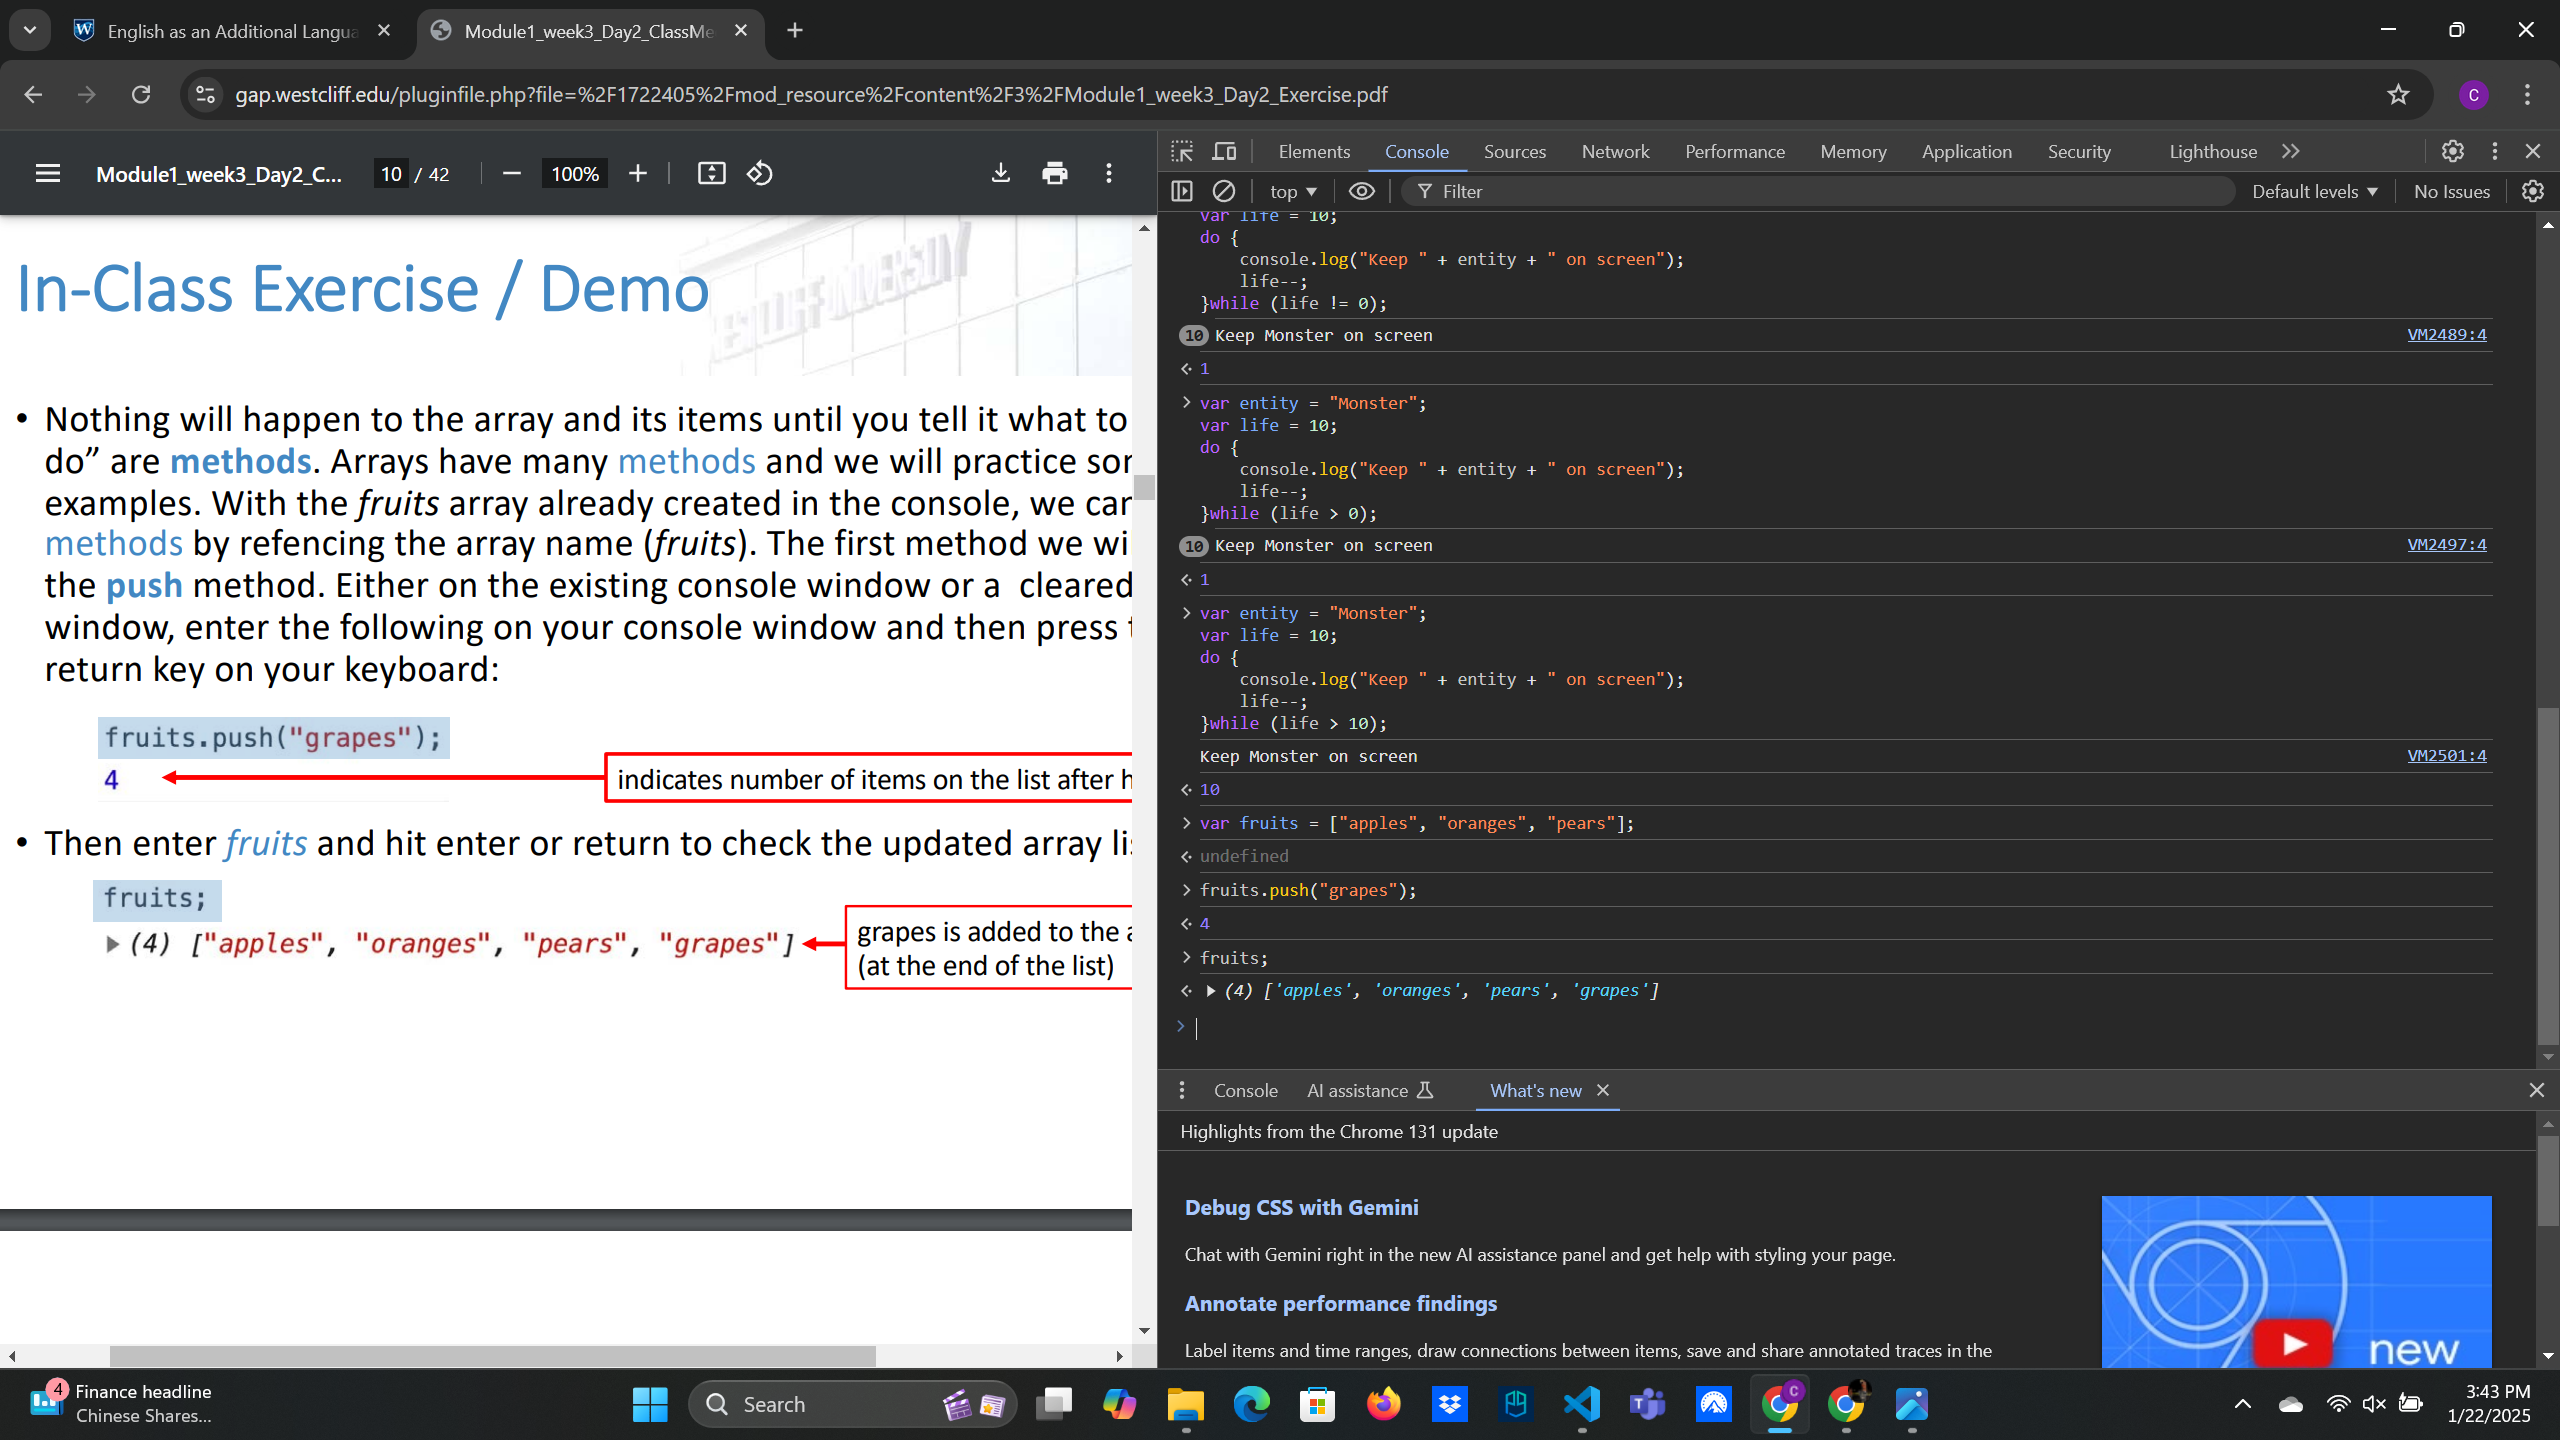 English as an Additional Langua
Module1_week3_Day2_ClassMe
gap.westcliff.edu/pluginfile.php?file=%2F1722405%2Fmod_resource%2Fcontent%2F3%2FModule1_week3_Day2_Exercise.pdf
C
Module1_week3_Day2_C...
10 / 42
100%
In-Class Exercise / Demo
WESTCLIFF UNIVERSITY
• Nothing will happen to the array and its items until you tell it what to
do” are methods. Arrays have many methods and we will practice sor
examples. With the fruits array already created in the console, we can
methods by refencing the array name (fruits). The first method we wi
the push method. Either on the existing console window or a cleared
window, enter the following on your console window and then press t
return key on your keyboard:
fruits.push("grapes");
4
indicates number of items on the list after h
• Then enter fruits and hit enter or return to check the updated array lis
fruits;
(4) ["apples", "oranges", "pears", "grapes"]
grapes is added to the a
(at the end of the list)
Elements Console Sources Network Performance Memory Application Security Lighthouse
top Filter Default levels No Issues
var life = 10;
do {
console.log("Keep " + entity + " on screen");
life--;
}while (life != 0);
10 Keep Monster on screen VM2489:4
1
var entity = "Monster";
var life = 10;
do {
console.log("Keep " + entity + " on screen");
life--;
}while (life > 0);
10 Keep Monster on screen VM2497:4
1
var entity = "Monster";
var life = 10;
do {
console.log("Keep " + entity + " on screen");
life--;
}while (life > 10);
Keep Monster on screen VM2501:4
10
var fruits = ["apples", "oranges", "pears"];
undefined
fruits.push("grapes");
4
fruits;
(4) ['apples', 'oranges', 'pears', 'grapes']
Console AI assistance What's new
Highlights from the Chrome 131 update
Debug CSS with Gemini
Chat with Gemini right in the new AI assistance panel and get help with styling your page.
Annotate performance findings
Label items and time ranges, draw connections between items, save and share annotated traces in the
new
4
Finance headline
Chinese Shares...
Search
C
3:43 PM
1/22/2025